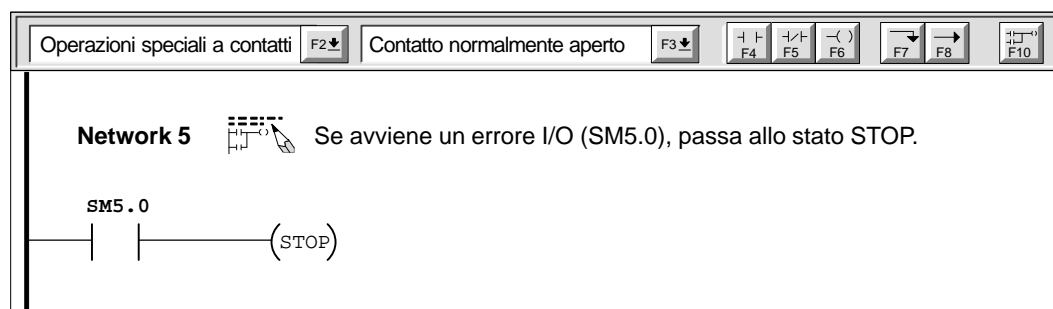 Operazioni speciali a contatti F2 Contatto normalmente aperto F3 F4 F5 F6 F7 F8 F10
Network 5 Se avviene un errore I/O (SM5.0), passa allo stato STOP.
SM5.0
(STOP)